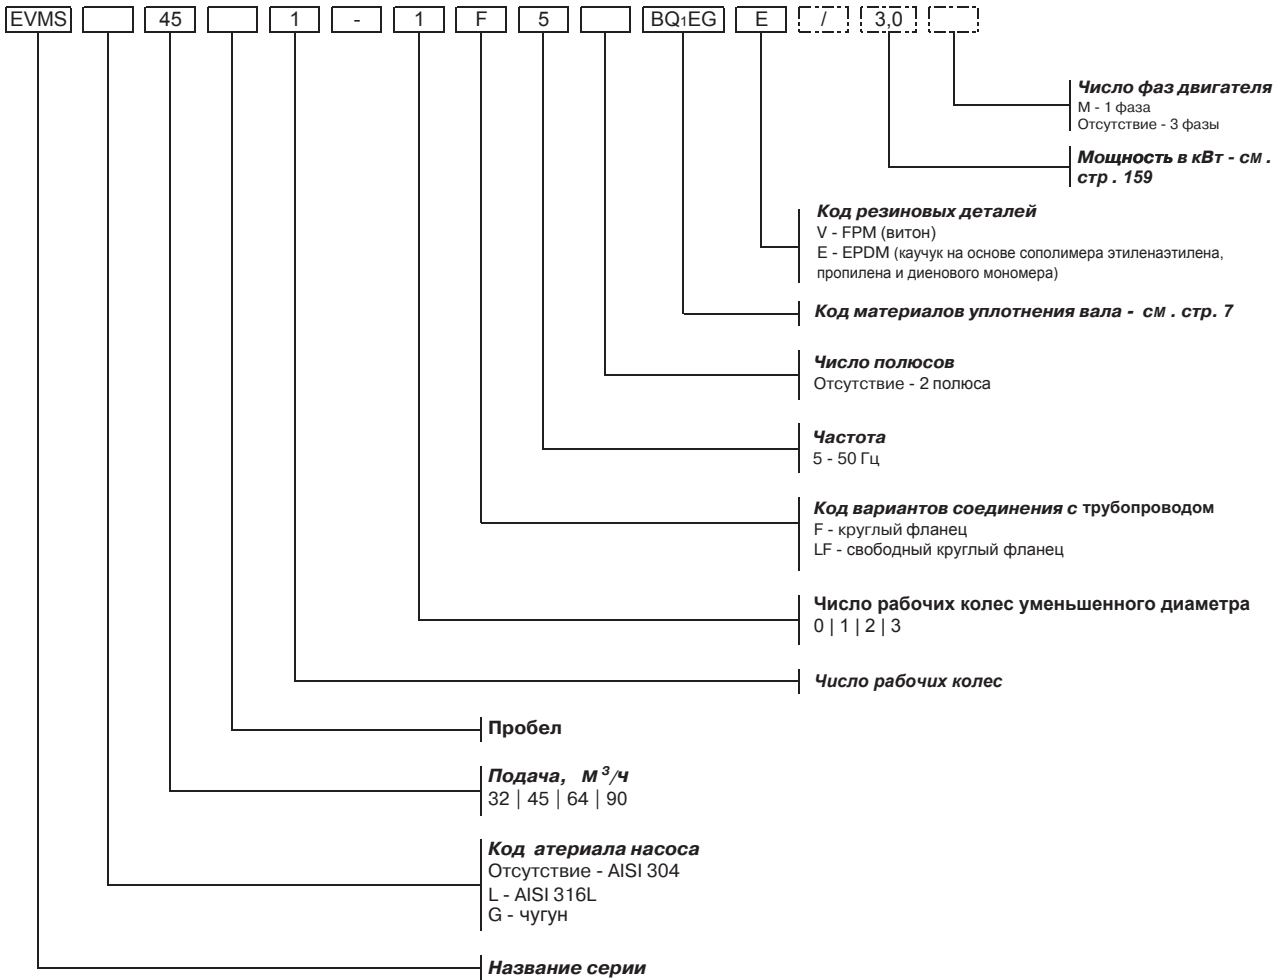 EVMS 45 1 - 1 F 5 BQ1EG E / 3,0
Число фаз двигателя
M - 1 фаза
Отсутствие - 3 фазы
Мощность в кВт - см .
стр . 159
Код резиновых деталей
V - FPM (витон)
E - EPDM (каучук на основе сополимера этиленаэтилена,
пропилена и диенового мономера)
Код материалов уплотнения вала - см . стр. 7
Число полюсов
Отсутствие - 2 полюса
Частота
5 - 50 Гц
Код вариантов соединения с трубопроводом
F - круглый фланец
LF - свободный круглый фланец
Число рабочих колес уменьшенного диаметра
0 | 1 | 2 | 3
Число рабочих колес
Пробел
Подача, м³/ч
32 | 45 | 64 | 90
Код атериала насоса
Отсутствие - AISI 304
L - AISI 316L
G - чугун
Название серии